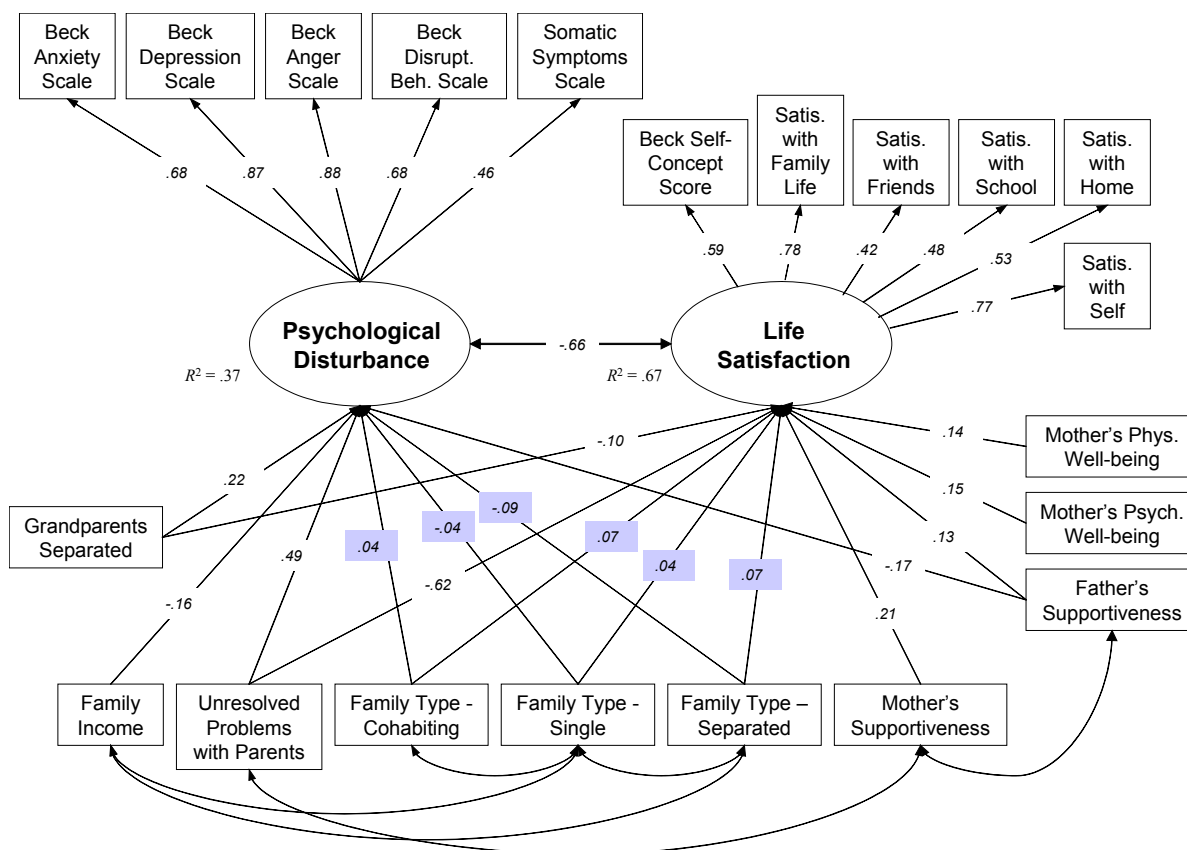 Beck
Anxiety
Scale
Beck
Depression
Scale
Beck
Anger
Scale
Beck
Disrupt.
Beh. Scale
Somatic
Symptoms
Scale
Beck Self-
Concept
Score
Satis.
with
Family
Life
Satis.
with
Friends
Satis.
with
School
Satis.
with
Home
Satis.
with
Self
.68
.87
.88
.68
.46
.59
.78
.42
.48
.53
.77
Psychological
Disturbance
R² = .37
-.66
Life
Satisfaction
R² = .67
.22
-.10
.14
.15
.13
-.17
-.16
.49
.04
-.04
-.09
-.62
.07
.04
.07
.21
Grandparents
Separated
Mother's Phys.
Well-being
Mother's Psych.
Well-being
Father's
Supportiveness
Family
Income
Unresolved
Problems
with Parents
Family Type -
Cohabiting
Family Type -
Single
Family Type –
Separated
Mother's
Supportiveness